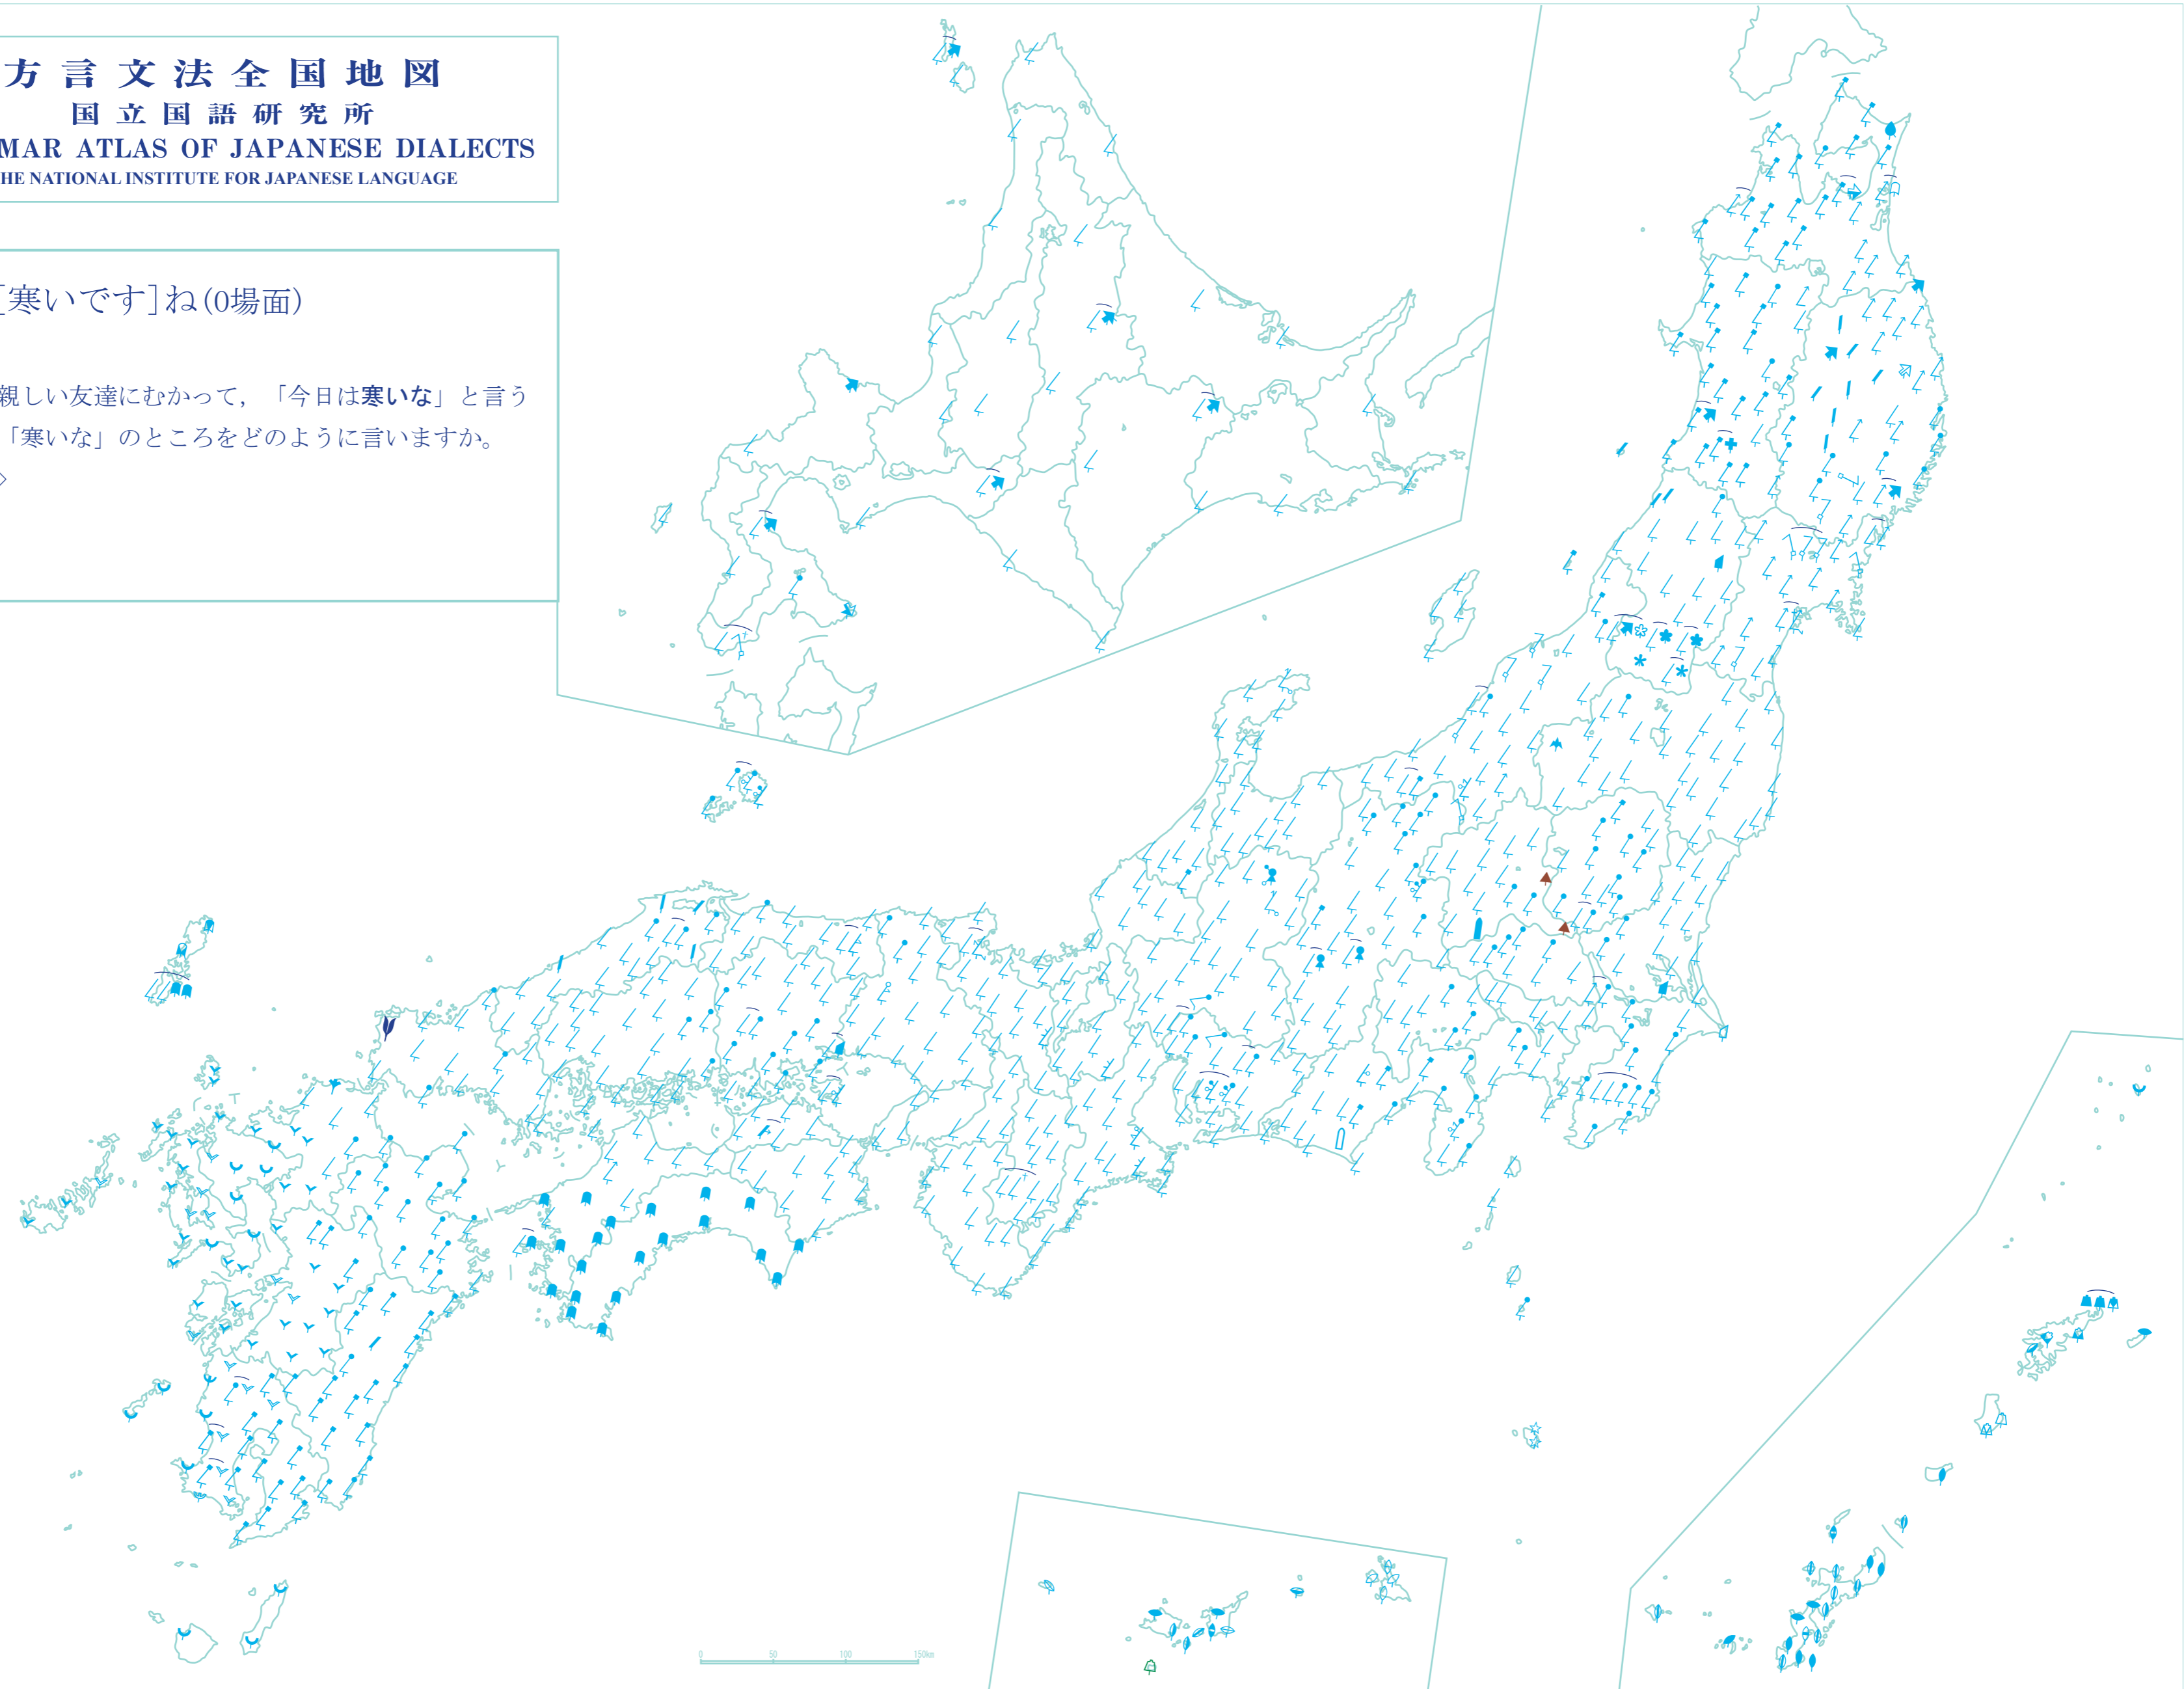 方言文法全国地図
国立国語研究所
MAR ATLAS OF JAPANESE DIALECTS
HE NATIONAL INSTITUTE FOR JAPANESE LANGUAGE
[寒いです]ね(0場面)
親しい友達にむかって，「今日は寒いな」と言う
「寒いな」のところをどのように言いますか。
0 50 100 150km